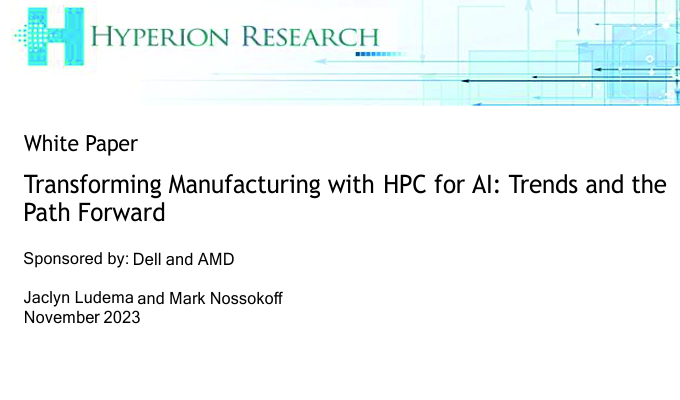 HYPERION RESEARCH
White Paper
Transforming Manufacturing with HPC for AI: Trends and the
Path Forward
Sponsored by: Dell and AMD
Jaclyn Ludema and Mark Nossokoff
November 2023